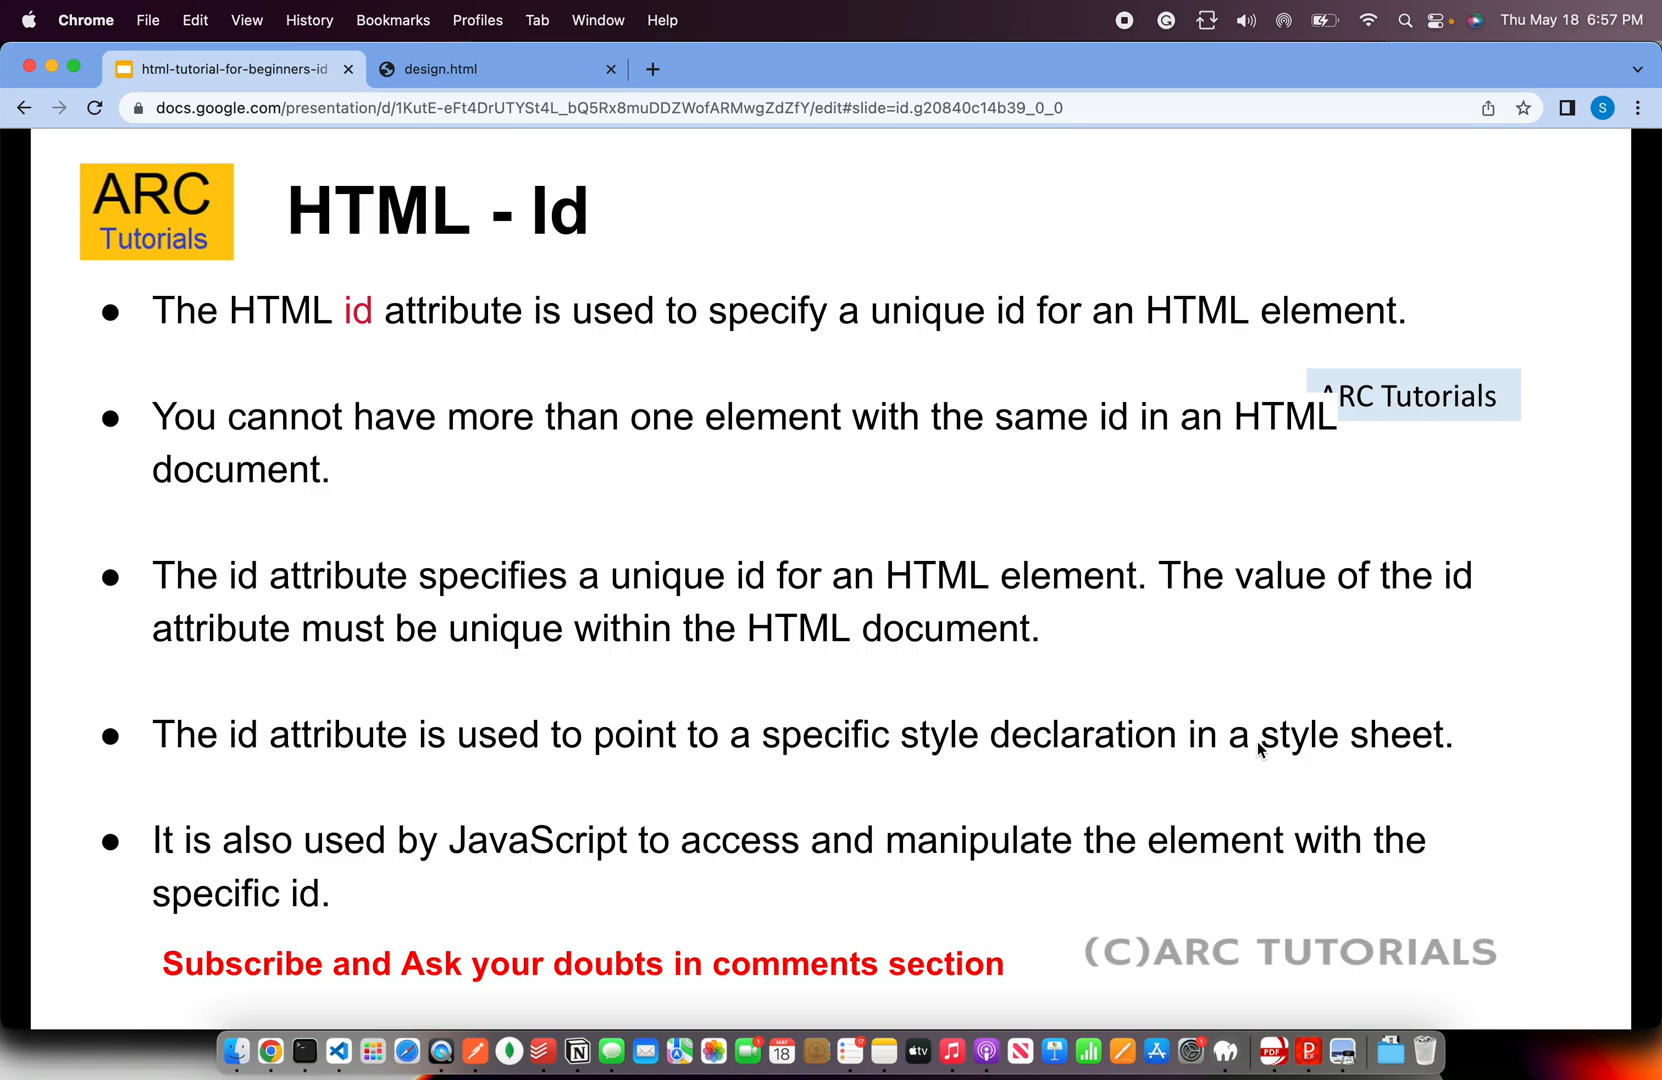 Chrome File Edit View History Bookmarks Profiles Tab Window Help Thu May 18 6:57 PM
html-tutorial-for-beginners-id design.html
docs.google.com/presentation/d/1KutE-eFt4DrUTYSt4L_bQ5Rx8muDDZWofARMwgZdZfY/edit#slide=id.g20840c14b39_0_0 S
ARC
Tutorials
HTML - Id
● The HTML id attribute is used to specify a unique id for an HTML element.
ARC Tutorials
● You cannot have more than one element with the same id in an HTML
document.
● The id attribute specifies a unique id for an HTML element. The value of the id
attribute must be unique within the HTML document.
● The id attribute is used to point to a specific style declaration in a style sheet.
● It is also used by JavaScript to access and manipulate the element with the
specific id.
Subscribe and Ask your doubts in comments section
(C)ARC TUTORIALS
MAY
18
17
tv
PDF